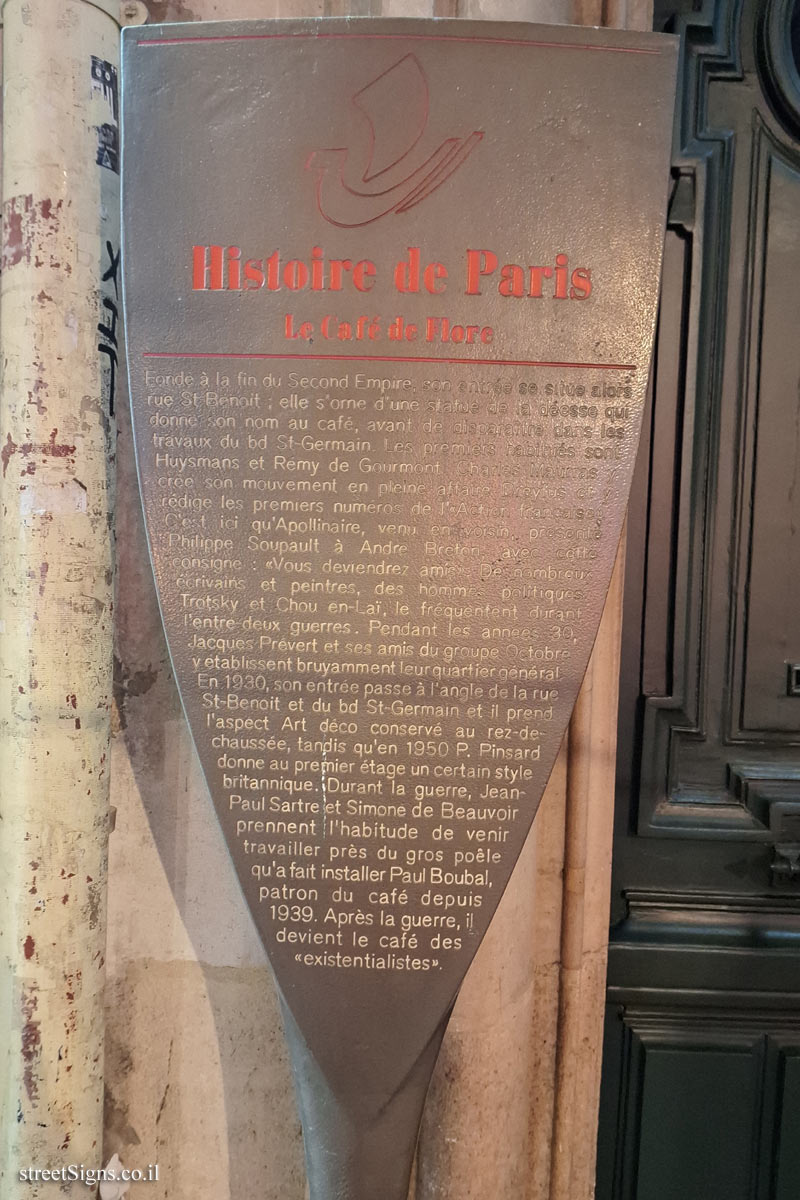 Histoire de Paris
Le Café de Flore
Fondé à la fin du Second Empire, son entrée se situe alors
rue St-Benoit ; elle s'orne d'une statue de la déesse qui
donne son nom au café, avant de disparaître dans les
travaux du bd St-Germain. Les premiers habitués sont
Huysmans et Rémy de Gourmont. Charles Maurras
crée son mouvement en pleine affaire Dreyfus et y
rédige les premiers numéros de l'«Action française».
C'est ici qu'Apollinaire, venu en voisin, présente
Philippe Soupault à André Breton, avec cette
consigne : «Vous deviendrez amis». De nombreux
écrivains et peintres, des hommes politiques,
Trotsky et Chou en-Laï, le fréquentent durant
l'entre-deux guerres. Pendant les années 30,
Jacques Prévert et ses amis du groupe Octobre
y etablissent bruyamment leur quartier général.
En 1930, son entrée passe à l'angle de la rue
St-Benoit et du bd St-Germain et il prend
l'aspect Art déco conservé au rez-de-
chaussée, tandis qu'en 1950 P. Pinsard
donne au premier étage un certain style
britannique. Durant la guerre, Jean-
Paul Sartre et Simone de Beauvoir
prennent l'habitude de venir
travailler près du gros poêle
qu'a fait installer Paul Boubal,
patron du café depuis
1939. Après la guerre, il
devient le café des
«existentialistes».
streetSigns.co.il